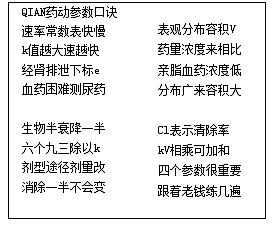 QIAN药动参数口诀
速率常数表快慢
k值越大速越快
经肾排泄下标e
血药困难测尿药
生物半衰降一半
六个九三除以k
剂型途径剂量改
消除一半不会变
表观分布容积V
药量浓度来相比
亲脂血药浓度低
分布广来容积大
Cl表示清除率
kV相乘可加和
四个参数很重要
跟着老钱练几遍